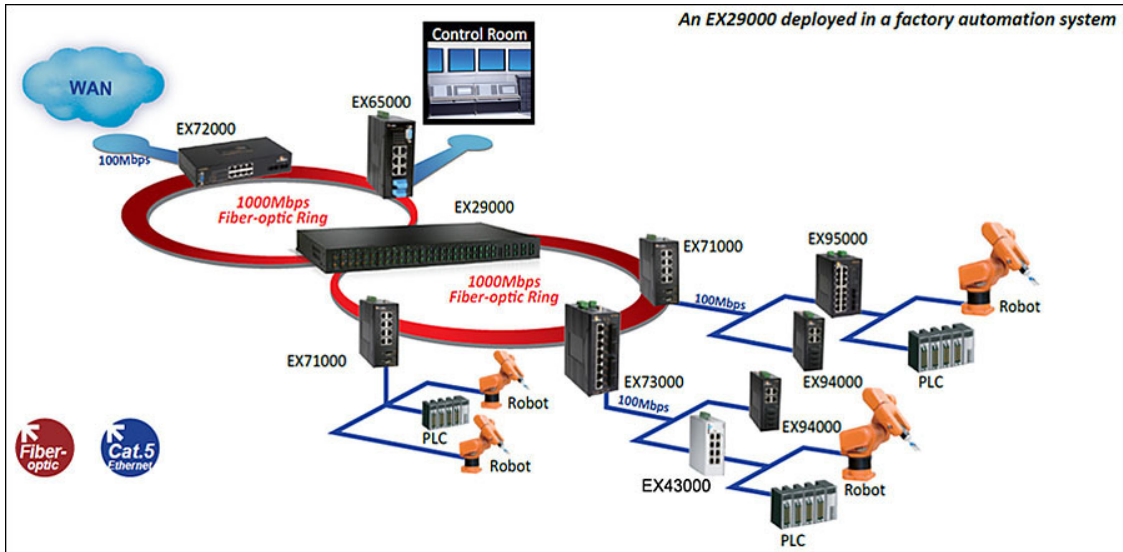 An EX29000 deployed in a factory automation system
Control Room
WAN
EX65000
EX72000
100Mbps
1000Mbps
Fiber-optic Ring
EX29000
EX71000
EX95000
1000Mbps
Fiber-optic Ring
100Mbps
Robot
EX71000
EX73000
EX94000
PLC
100Mbps
Robot
PLC
EX94000
Robot
EX43000
Robot
PLC
Fiber-
optic
Cat.5
Ethernet